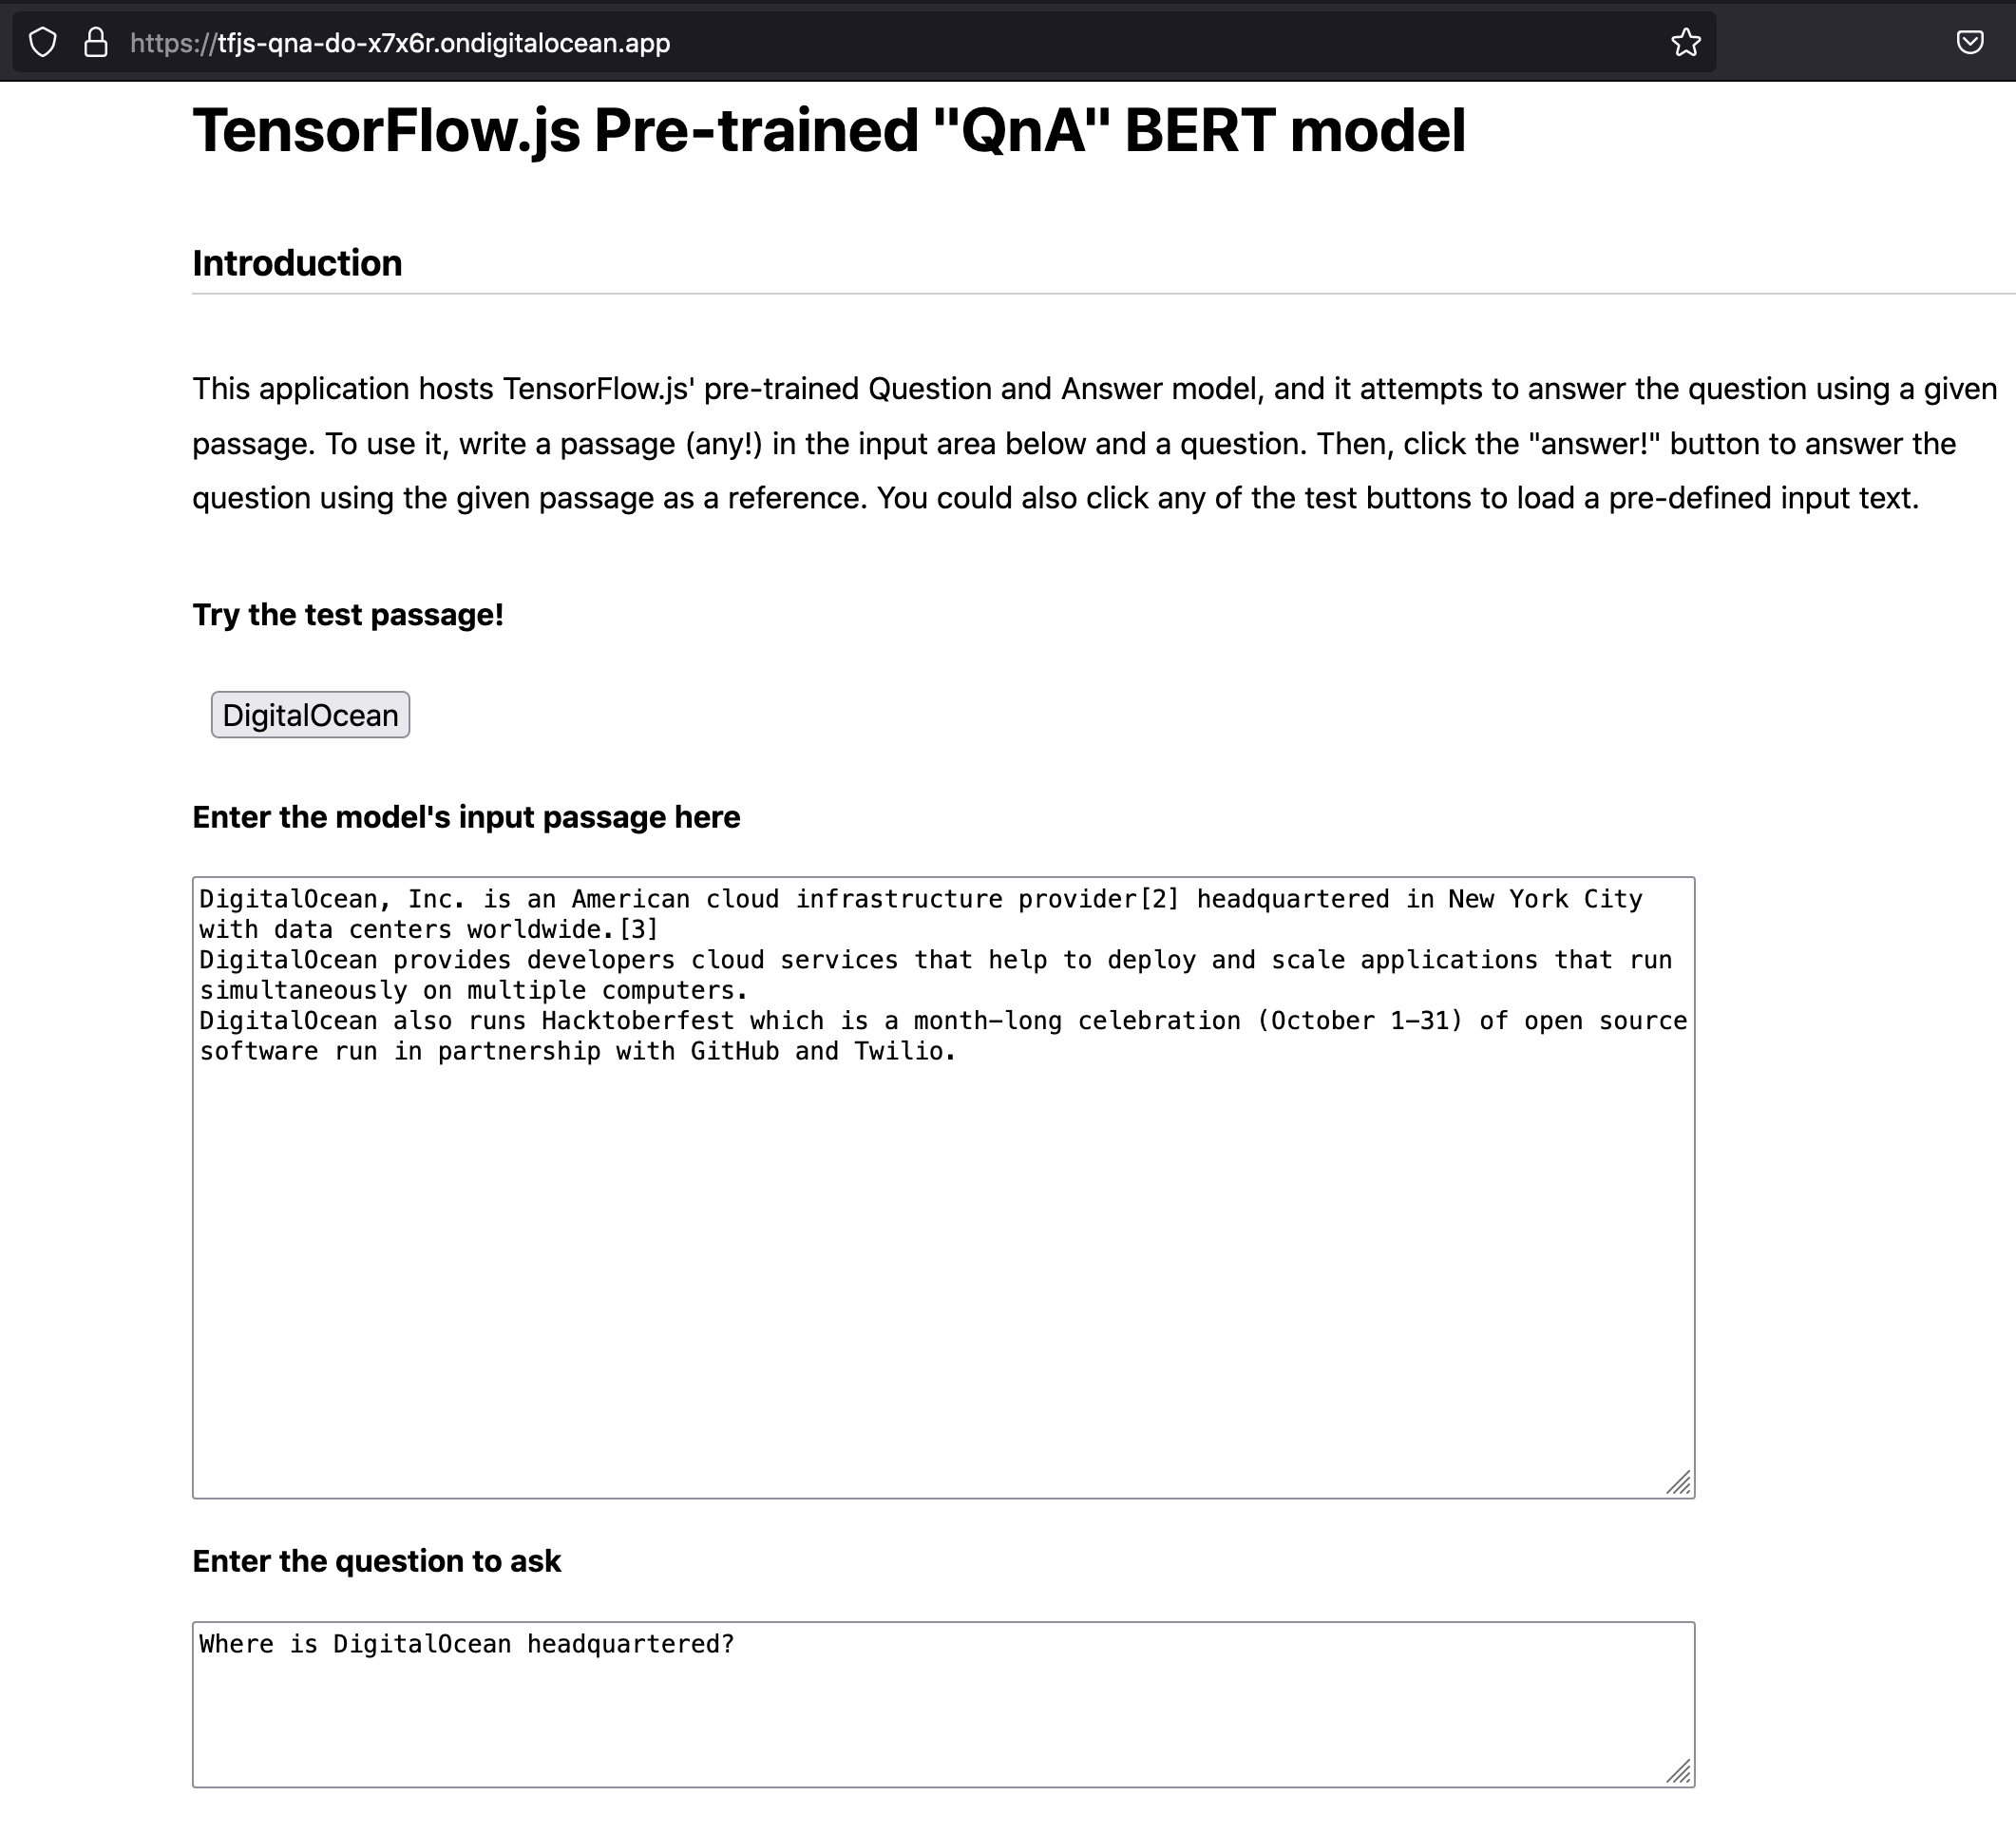 https://tfjs-qna-do-x7x6r.ondigitalocean.app
TensorFlow.js Pre-trained "QnA" BERT model
Introduction
This application hosts TensorFlow.js' pre-trained Question and Answer model, and it attempts to answer the question using a given
passage. To use it, write a passage (any!) in the input area below and a question. Then, click the "answer!" button to answer the
question using the given passage as a reference. You could also click any of the test buttons to load a pre-defined input text.
Try the test passage!
DigitalOcean
Enter the model's input passage here
DigitalOcean, Inc. is an American cloud infrastructure provider[2] headquartered in New York City
with data centers worldwide.[3]
DigitalOcean provides developers cloud services that help to deploy and scale applications that run
simultaneously on multiple computers.
DigitalOcean also runs Hacktoberfest which is a month-long celebration (October 1–31) of open source
software run in partnership with GitHub and Twilio.
Enter the question to ask
Where is DigitalOcean headquartered?